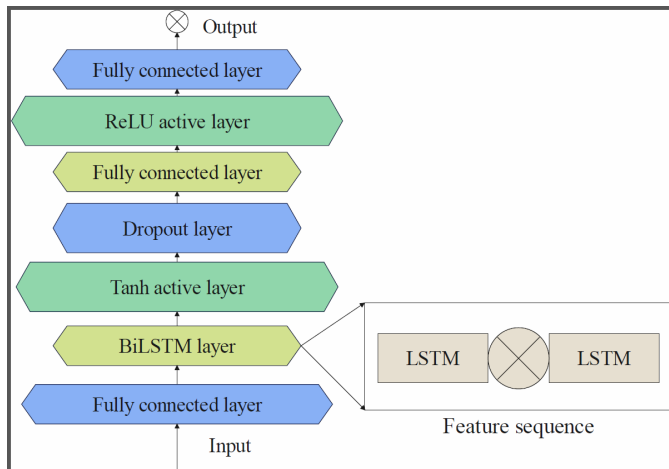 Output
Fully connected layer
ReLU active layer
Fully connected layer
Dropout layer
Tanh active layer
BiLSTM layer
LSTM
LSTM
Fully connected layer
Feature sequence
Input